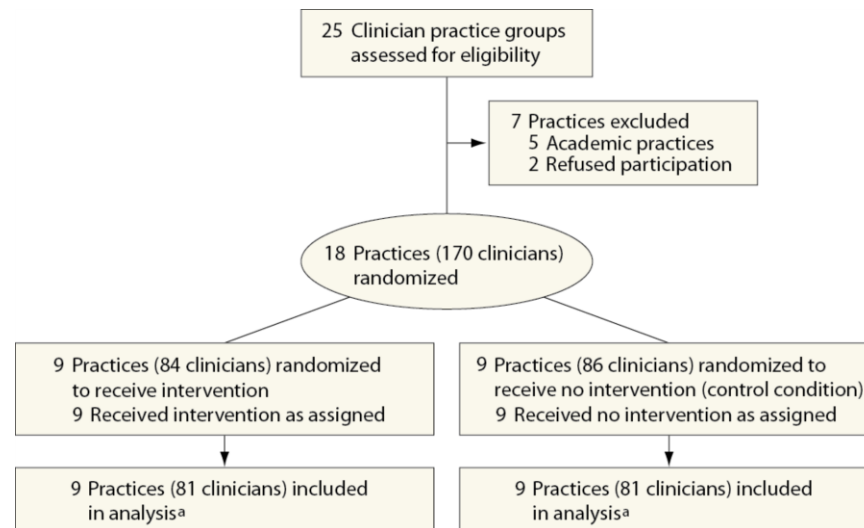 25 Clinician practice groups
assessed for eligibility
7 Practices excluded
5 Academic practices
2 Refused participation
18 Practices (170 clinicians)
randomized
9 Practices (84 clinicians) randomized
to receive intervention
9 Received intervention as assigned
9 Practices (86 clinicians) randomized to
receive no intervention (control condition)
9 Received no intervention as assigned
9 Practices (81 clinicians) included
in analysisᵃ
9 Practices (81 clinicians) included
in analysisᵃ